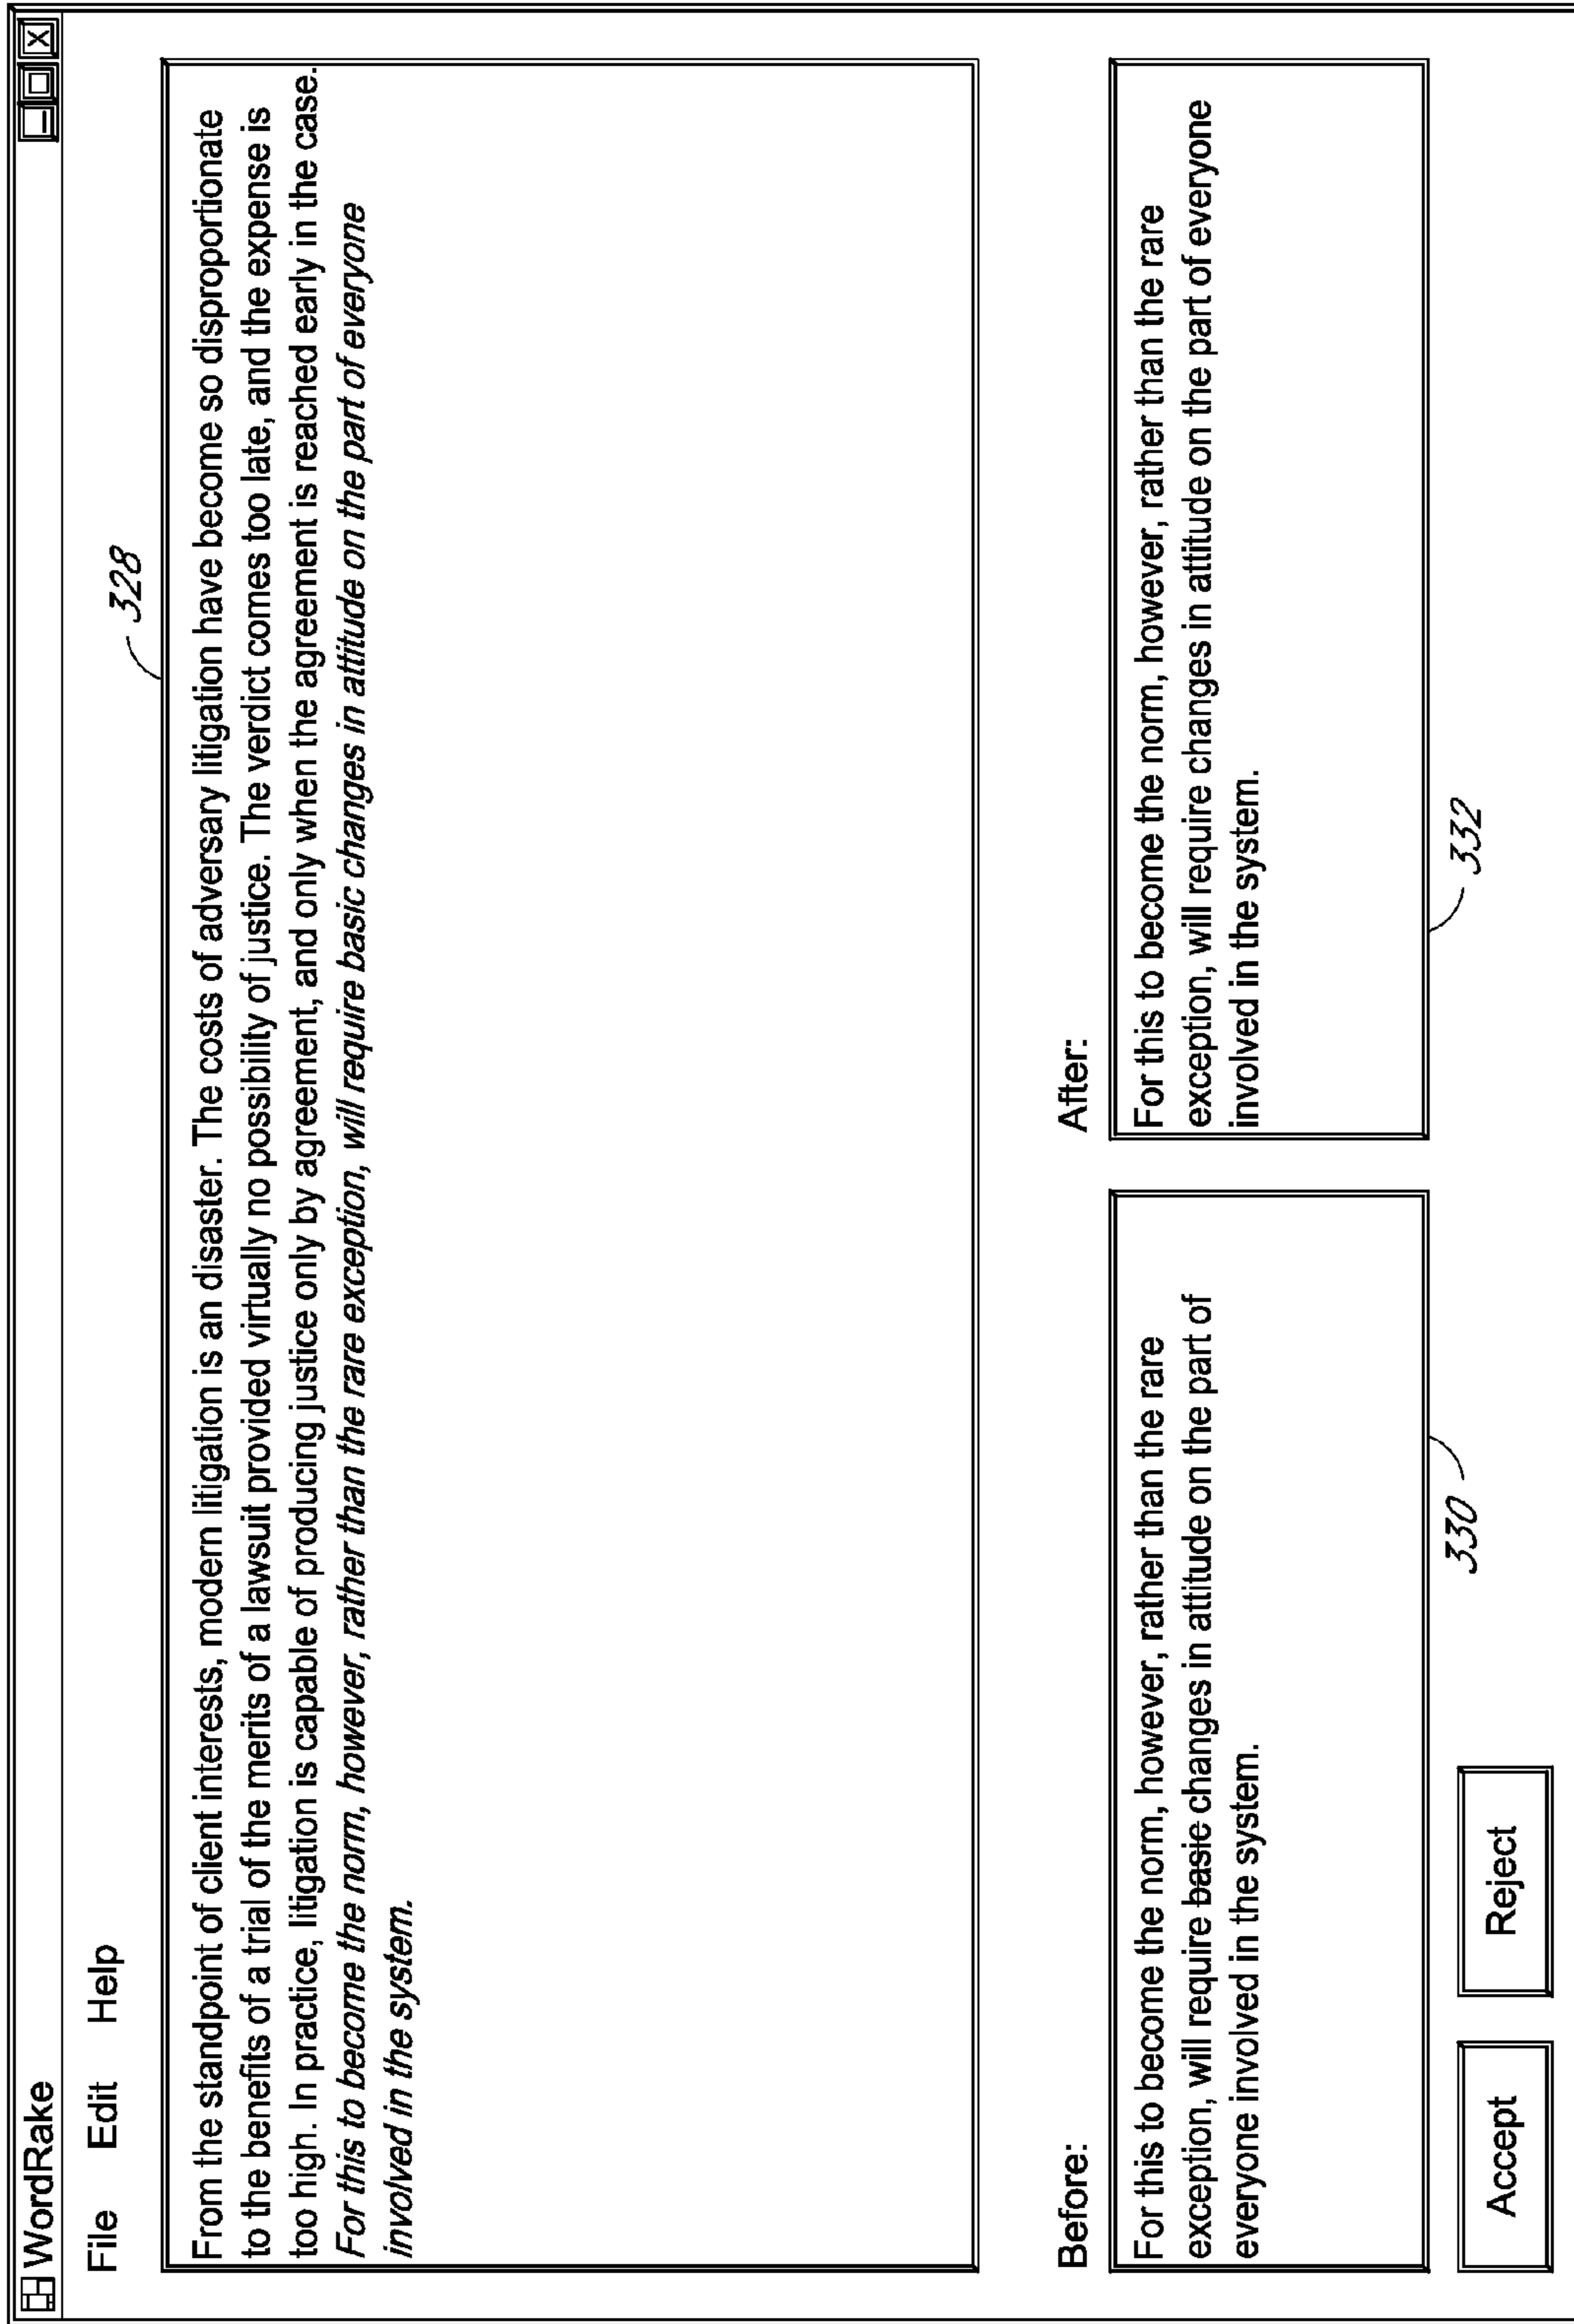 WordRake
File Edit Help
328
From the standpoint of client interests, modern litigation is an disaster. The costs of adversary litigation have become so disproportionate
to the benefits of a trial of the merits of a lawsuit provided virtually no possibility of justice. The verdict comes too late, and the expense is
too high. In practice, litigation is capable of producing justice only by agreement, and only when the agreement is reached early in the case.
For this to become the norm, however, rather than the rare exception, will require basic changes in attitude on the part of everyone
involved in the system.
Before:
For this to become the norm, however, rather than the rare
exception, will require basic changes in attitude on the part of
everyone involved in the system.
330
After:
For this to become the norm, however, rather than the rare
exception, will require changes in attitude on the part of everyone
involved in the system.
332
Accept
Reject